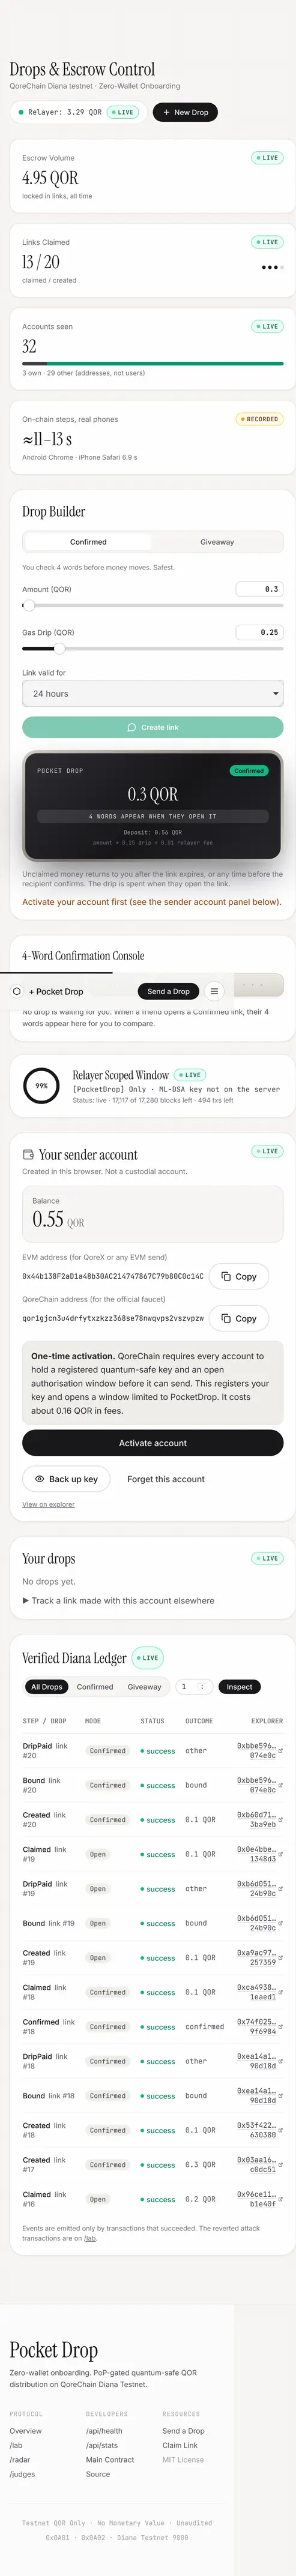 Drops & Escrow Control
QoreChain Diana testnet · Zero-Wallet Onboarding
Relayer: 3.29 QOR LIVE + New Drop
Escrow Volume LIVE
4.95 QOR
locked in links, all time
Links Claimed LIVE
13 / 20
claimed / created
Accounts seen LIVE
32
3 own · 29 other (addresses, not users)
On-chain steps, real phones RECORDED
≈11–13 s
Android Chrome · iPhone Safari 6.9 s
Drop Builder
Confirmed Giveaway
You check 4 words before money moves. Safest.
Amount (QOR) 0.3
Gas Drip (QOR) 0.25
Link valid for
24 hours
Create link
POCKET DROP Confirmed
0.3 QOR
4 WORDS APPEAR WHEN THEY OPEN IT
Deposit: 0.56 QOR
amount + 0.25 drip + 0.01 relayer fee
Unclaimed money returns to you after the link expires, or any time before the
recipient confirms. The drip is spent when they open the link.
Activate your account first (see the sender account panel below).
4-Word Confirmation Console
+ Pocket Drop Send a Drop
No drop is waiting for you. When a friend opens a Confirmed link, their 4
words appear here for you to compare.
99%
Relayer Scoped Window LIVE
[PocketDrop] Only · ML-DSA key not on the server
Status: live · 17,117 of 17,280 blocks left · 494 txs left
Your sender account LIVE
Created in this browser. Not a custodial account.
Balance
0.55 QOR
EVM address (for QoreX or any EVM send)
0x44b138F2aD1a48b30AC214747867C79b80C0c14C Copy
QoreChain address (for the official faucet)
qor1gjcn3u4drfytxzkzz368se78nwqvps2vszvpzw Copy
One-time activation. QoreChain requires every account to
hold a registered quantum-safe key and an open
authorisation window before it can send. This registers your
key and opens a window limited to PocketDrop. It costs
about 0.16 QOR in fees.
Activate account
Back up key Forget this account
View on explorer
Your drops LIVE
No drops yet.
▶ Track a link made with this account elsewhere
Verified Diana Ledger LIVE
All Drops Confirmed Giveaway 1 Inspect
STEP / DROP MODE STATUS OUTCOME EXPLORER
DripPaid link #20 Confirmed success other 0xbbe596… 074e0c
Bound link #20 Confirmed success bound 0xbbe596… 074e0c
Created link #20 Confirmed success 0.1 QOR 0xb60d71… 3ba9eb
Claimed link #19 Open success 0.1 QOR 0x0e4bbe… 1348d3
DripPaid link #19 Open success other 0xb6d051… 24b90c
Bound link #19 Open success bound 0xb6d051… 24b90c
Created link #19 Open success 0.1 QOR 0xa9ac97… 257359
Claimed link #18 Confirmed success 0.1 QOR 0xca4938… 1eaed1
Confirmed link #18 Confirmed success confirmed 0x74f025… 9f6984
DripPaid link #18 Confirmed success other 0xea14a1… 90d18d
Bound link #18 Confirmed success bound 0xea14a1… 90d18d
Created link #18 Confirmed success 0.1 QOR 0x53f422… 630380
Created link #17 Confirmed success 0.3 QOR 0x03aa16… c0dc51
Claimed link #16 Open success 0.2 QOR 0x96ce11… b1e40f
Events are emitted only by transactions that succeeded. The reverted attack
transactions are on /lab.
Pocket Drop
Zero-wallet onboarding. PoP-gated quantum-safe QOR
distribution on QoreChain Diana Testnet.
PROTOCOL DEVELOPERS RESOURCES
Overview /api/health Send a Drop
/lab /api/stats Claim Link
/radar Main Contract MIT License
/judges Source
Testnet QOR Only · No Monetary Value · Unaudited
0x0A01 · 0x0A02 · Diana Testnet 9800